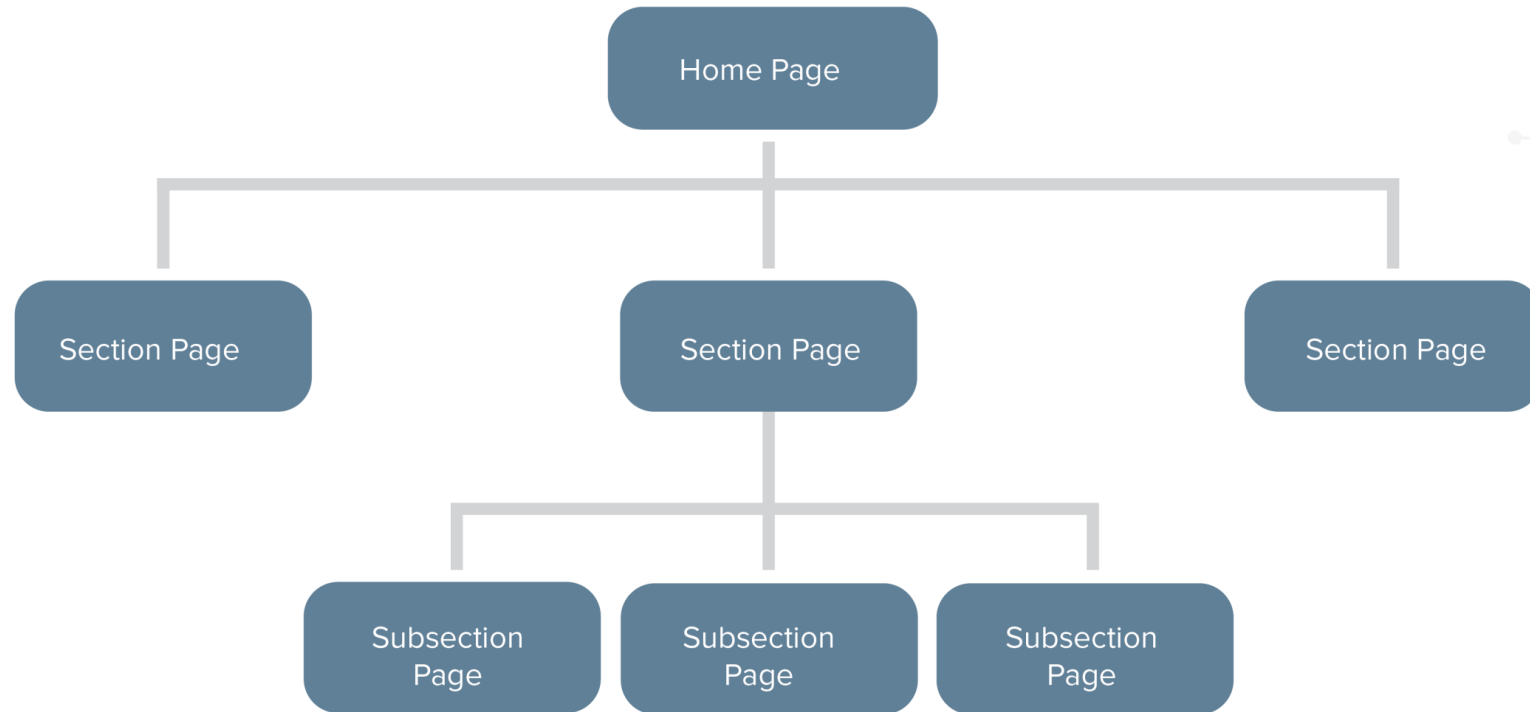 Home Page
Section Page
Section Page
Section Page
Subsection
Page
Subsection
Page
Subsection
Page